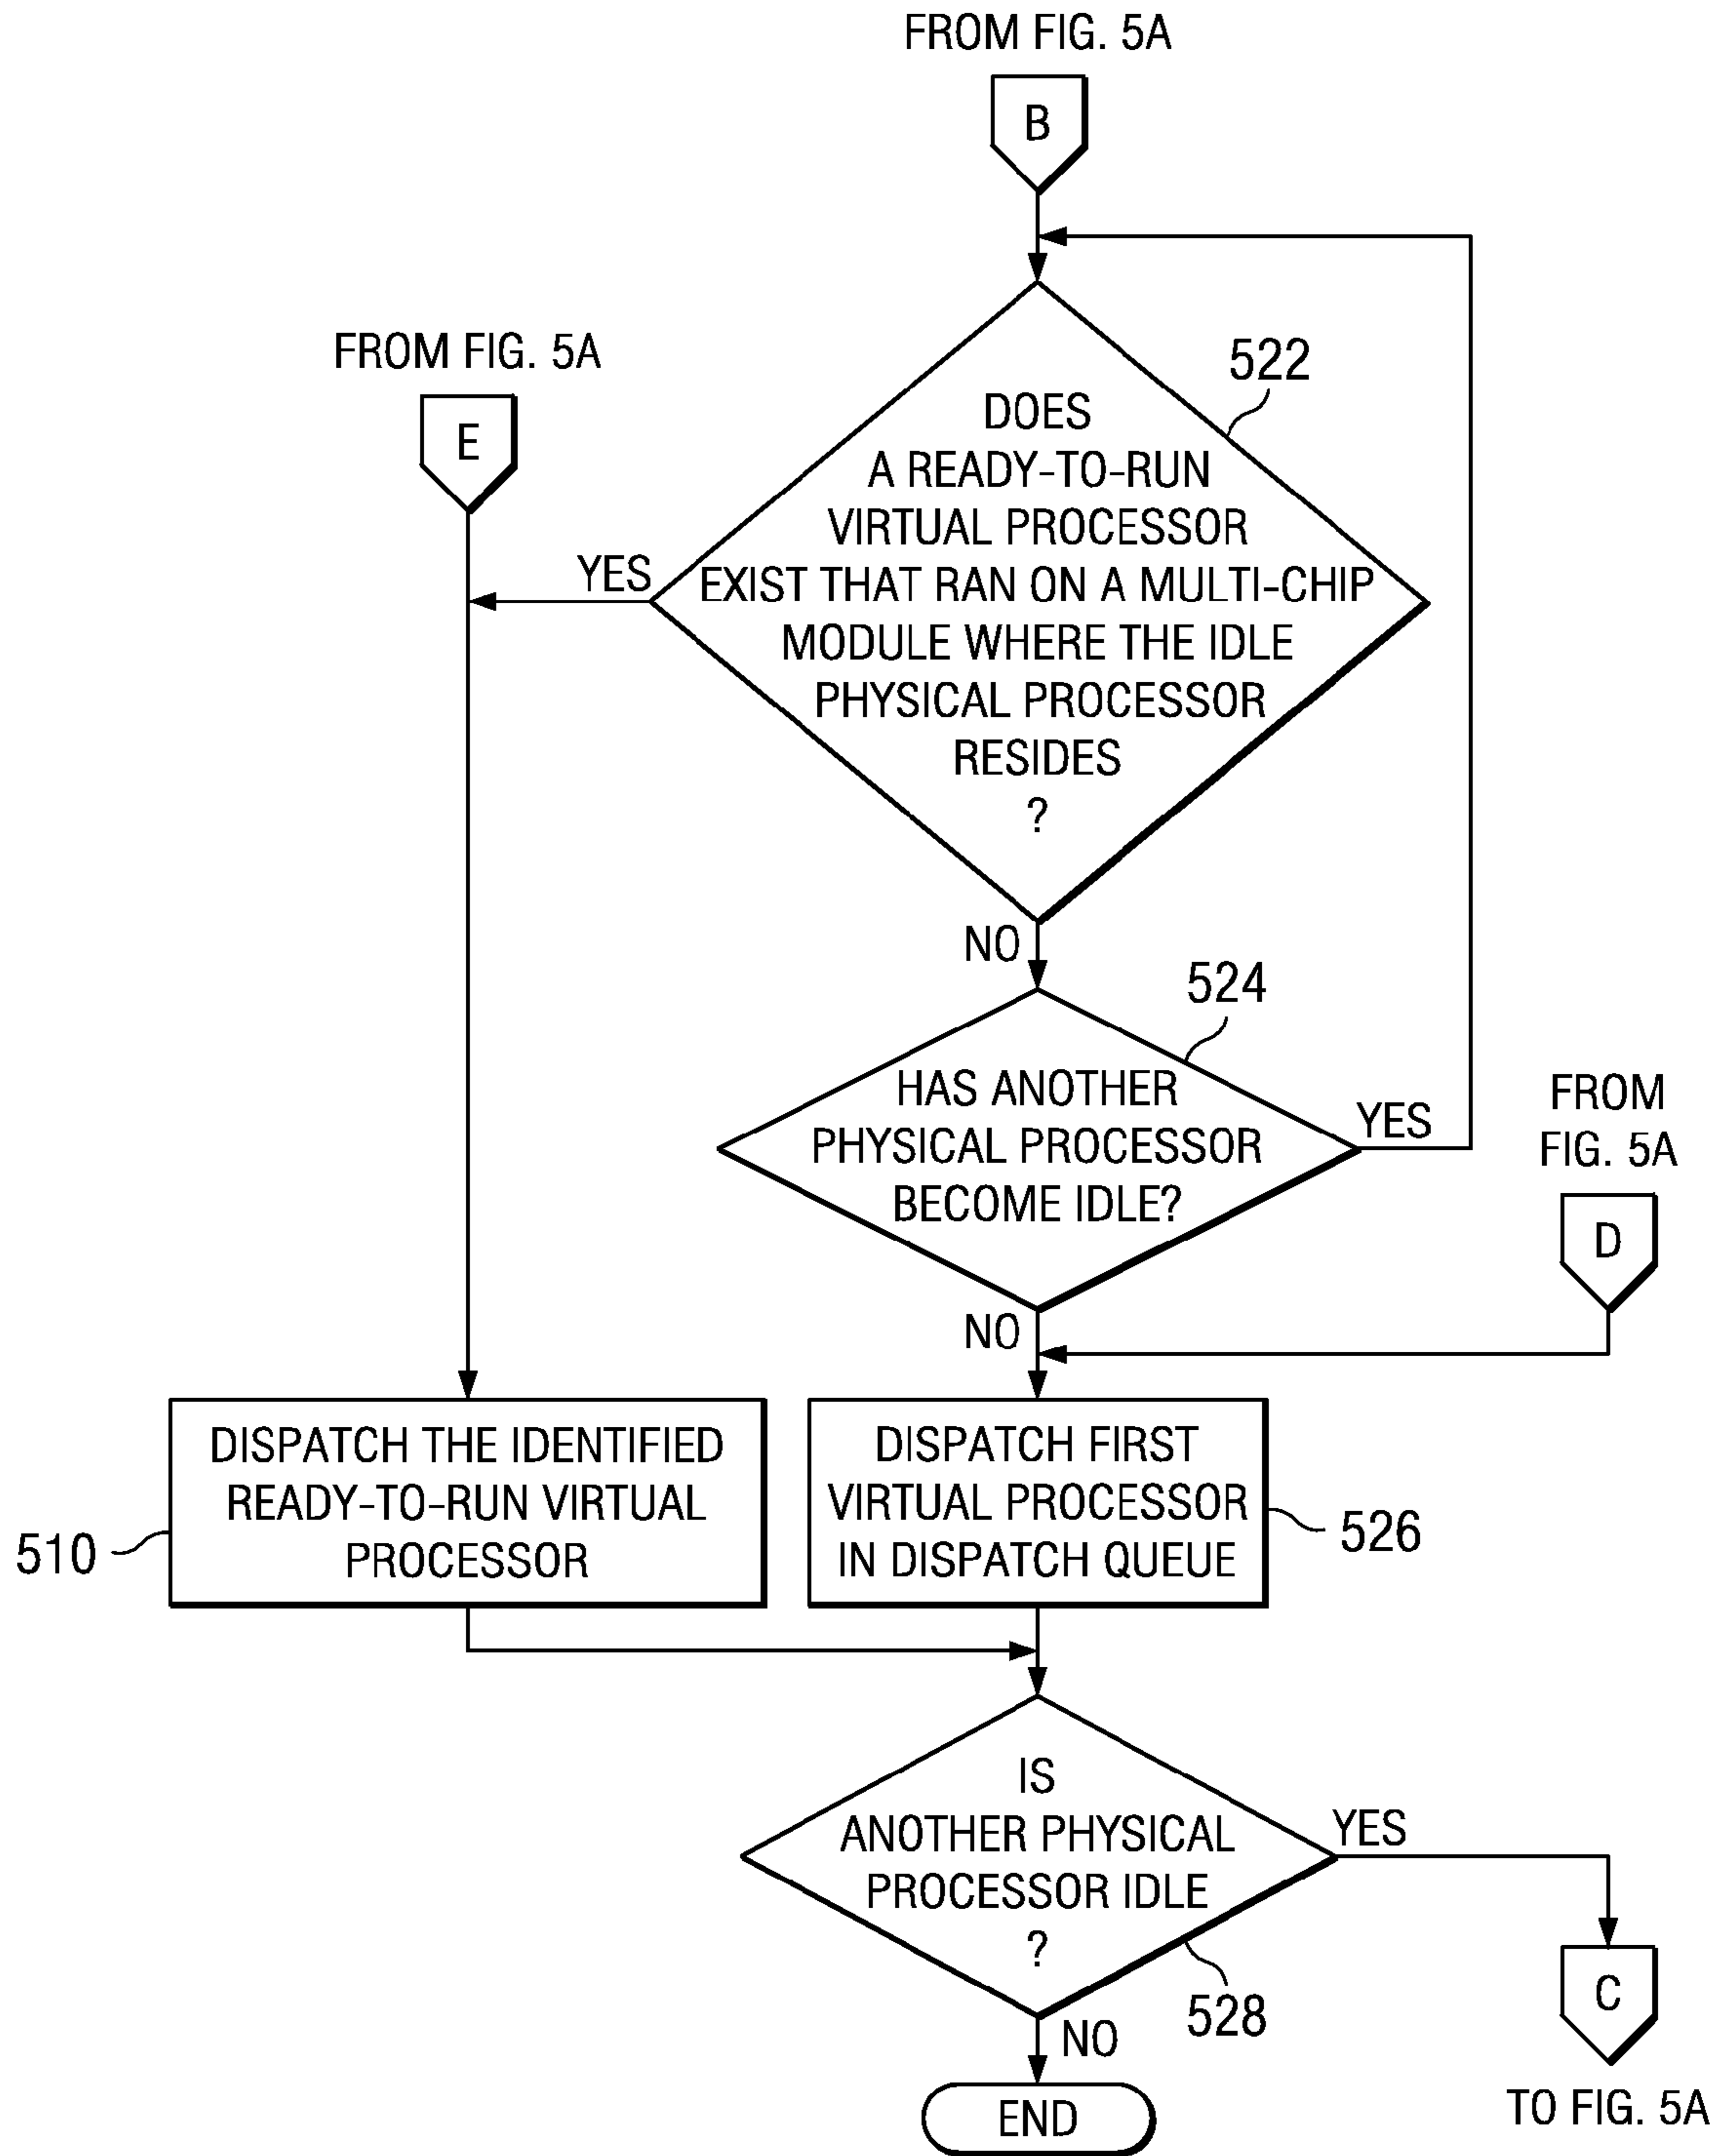 FROM FIG. 5A
B
FROM FIG. 5A
E
522
DOES
A READY-TO-RUN
VIRTUAL PROCESSOR
EXIST THAT RAN ON A MULTI-CHIP
MODULE WHERE THE IDLE
PHYSICAL PROCESSOR
RESIDES
?
YES
NO
524
HAS ANOTHER
PHYSICAL PROCESSOR
BECOME IDLE?
YES
FROM
FIG. 5A
D
NO
DISPATCH THE IDENTIFIED
READY-TO-RUN VIRTUAL
PROCESSOR
510
DISPATCH FIRST
VIRTUAL PROCESSOR
IN DISPATCH QUEUE
526
IS
ANOTHER PHYSICAL
PROCESSOR IDLE
?
YES
528
C
NO
TO FIG. 5A
END